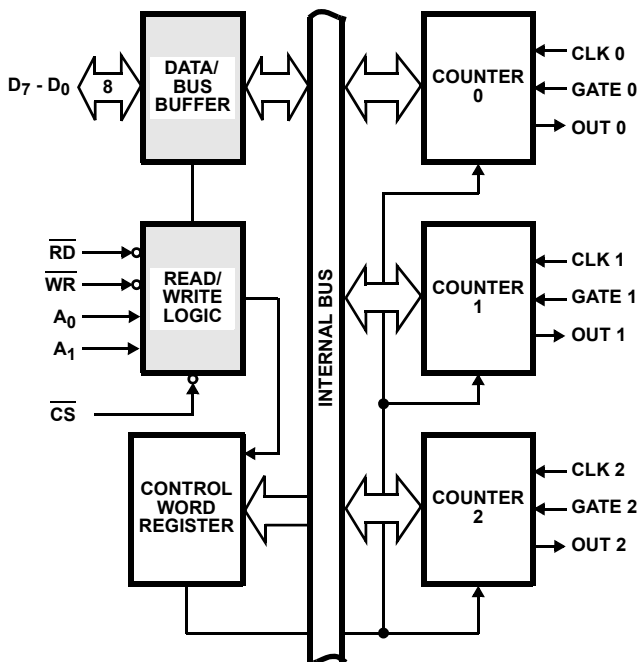 D7 - D0
8
DATA/
BUS
BUFFER
COUNTER
0
CLK 0
GATE 0
OUT 0
RD
WR
A0
A1
CS
READ/
WRITE
LOGIC
INTERNAL BUS
COUNTER
1
CLK 1
GATE 1
OUT 1
CONTROL
WORD
REGISTER
COUNTER
2
CLK 2
GATE 2
OUT 2